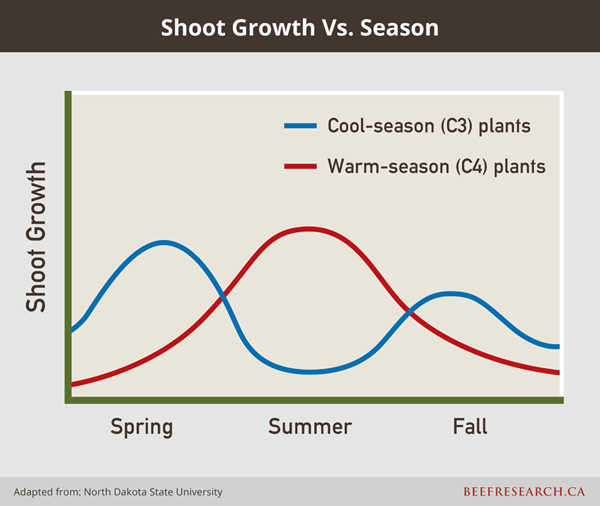 Shoot Growth Vs. Season
Cool-season (C3) plants
Warm-season (C4) plants
Shoot Growth
Spring
Summer
Fall
Adapted from: North Dakota State University
BEEFRESEARCH.CA